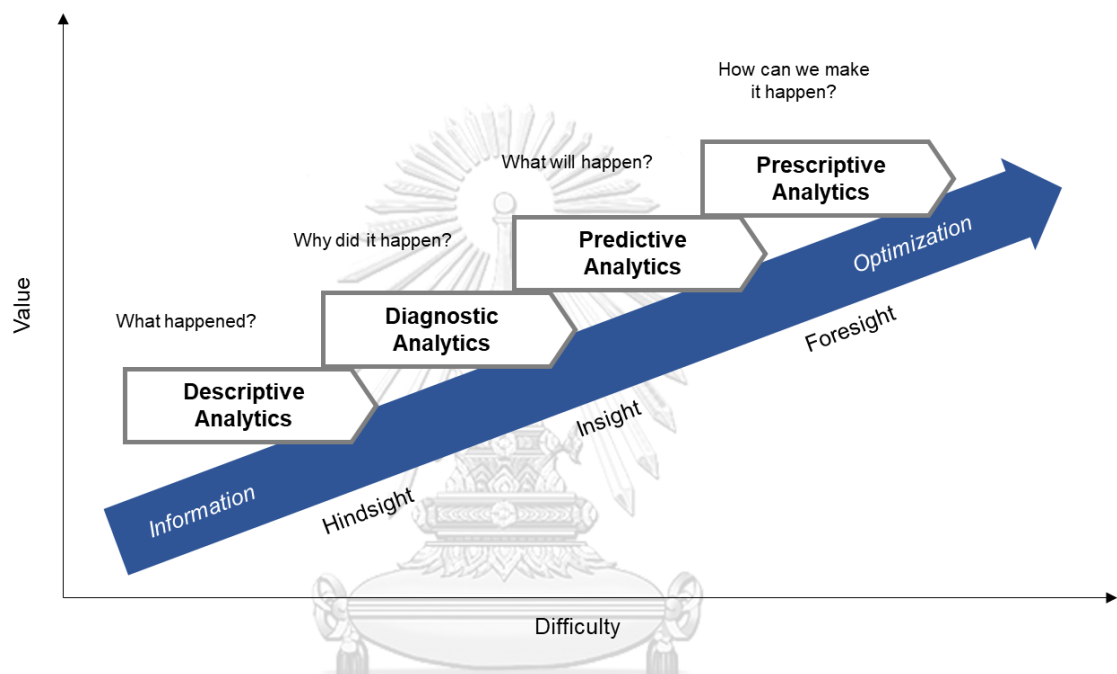 How can we make
it happen?
What will happen?
Prescriptive
Analytics
Why did it happen?
Predictive
Analytics
Optimization
What happened?
Diagnostic
Analytics
Foresight
Descriptive
Analytics
Insight
Information
Hindsight
Value
Difficulty